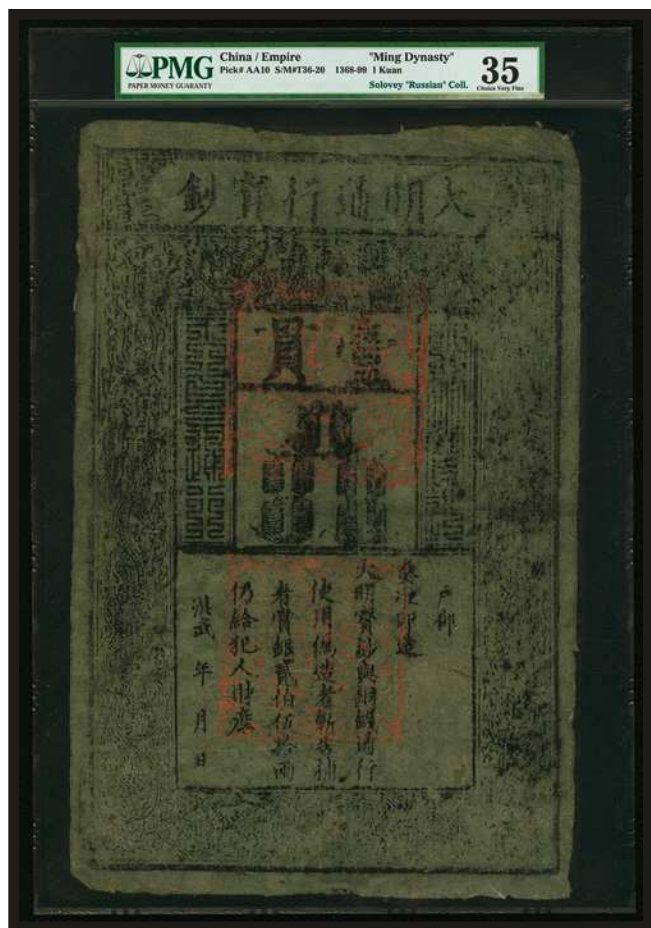 PMG
PAPER MONEY GUARANTY
China / Empire "Ming Dynasty"
Pick# AA10 S/M#T36-20 1368-99 1 Kuan
Solovey "Russian" Coll.
35
Choice Very Fine
大明通行寶鈔
壹貫
戶部
奏准印造
大明寶鈔與銅錢通行
使用偽造者斬告捕
者賞銀貳伯伍拾兩
仍給犯人財產
洪武 年 月 日